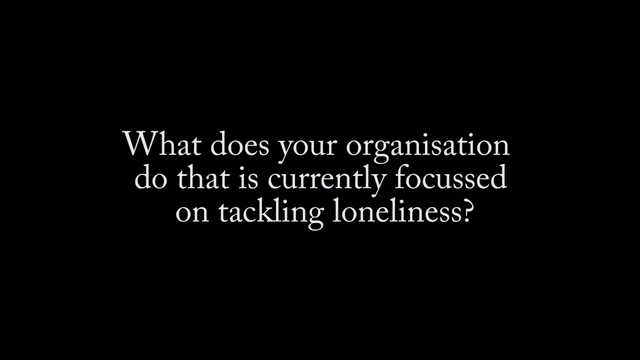 What does your organisation
do that is currently focussed
on tackling loneliness?